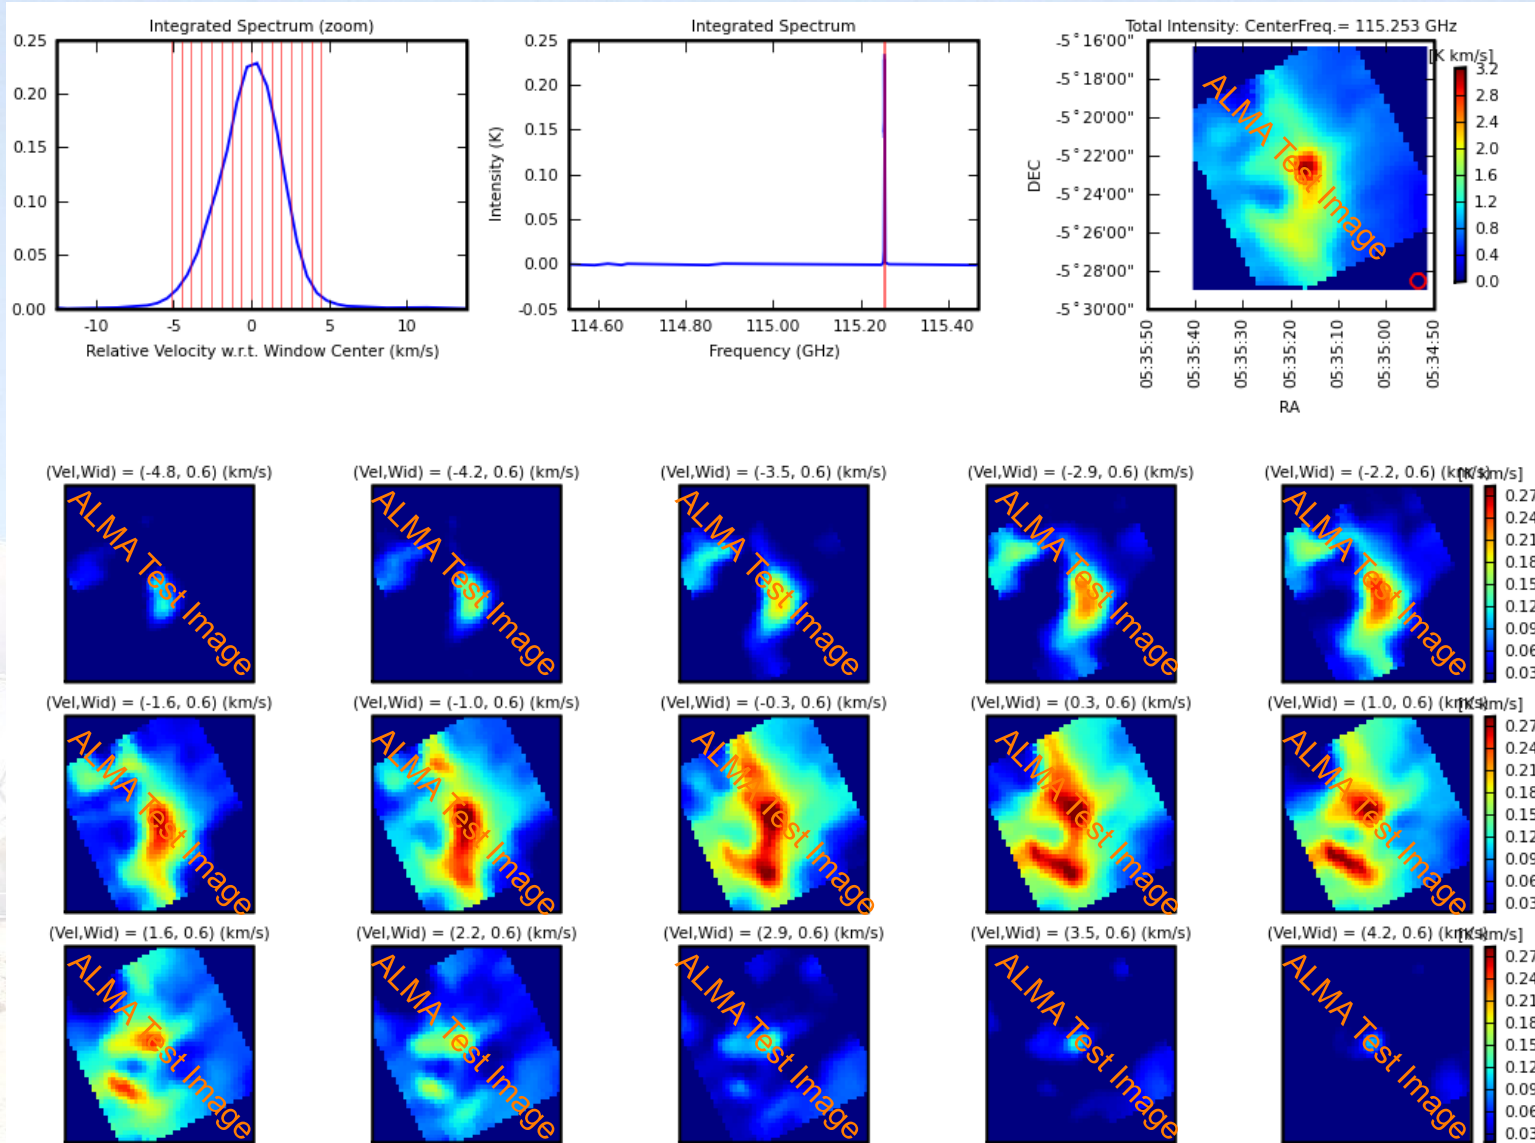 Integrated Spectrum (zoom)
0.25
0.20
0.15
0.10
0.05
0.00
-10 -5 0 5 10
Relative Velocity w.r.t. Window Center (km/s)
Integrated Spectrum
Intensity (K)
0.25
0.20
0.15
0.10
0.05
0.00
-0.05
114.60 114.80 115.00 115.20 115.40
Frequency (GHz)
Total Intensity: CenterFreq.= 115.253 GHz
DEC
-5°16'00"
-5°18'00"
-5°20'00"
-5°22'00"
-5°24'00"
-5°26'00"
-5°28'00"
-5°30'00"
ALMA Test Image
[K km/s]
3.2
2.8
2.4
2.0
1.6
1.2
0.8
0.4
0.0
05:35:50 05:35:40 05:35:30 05:35:20 05:35:10 05:35:00 05:34:50
RA
(Vel,Wid) = (-4.8, 0.6) (km/s)
ALMA Test Image
(Vel,Wid) = (-4.2, 0.6) (km/s)
ALMA Test Image
(Vel,Wid) = (-3.5, 0.6) (km/s)
ALMA Test Image
(Vel,Wid) = (-2.9, 0.6) (km/s)
ALMA Test Image
(Vel,Wid) = (-2.2, 0.6) (km/s)
ALMA Test Image
[K km/s]
0.27
0.24
0.21
0.18
0.15
0.12
0.09
0.06
0.03
(Vel,Wid) = (-1.6, 0.6) (km/s)
ALMA Test Image
(Vel,Wid) = (-1.0, 0.6) (km/s)
ALMA Test Image
(Vel,Wid) = (-0.3, 0.6) (km/s)
ALMA Test Image
(Vel,Wid) = (0.3, 0.6) (km/s)
ALMA Test Image
(Vel,Wid) = (1.0, 0.6) (km/s)
ALMA Test Image
[K km/s]
0.27
0.24
0.21
0.18
0.15
0.12
0.09
0.06
0.03
(Vel,Wid) = (1.6, 0.6) (km/s)
ALMA Test Image
(Vel,Wid) = (2.2, 0.6) (km/s)
ALMA Test Image
(Vel,Wid) = (2.9, 0.6) (km/s)
ALMA Test Image
(Vel,Wid) = (3.5, 0.6) (km/s)
ALMA Test Image
(Vel,Wid) = (4.2, 0.6) (km/s)
ALMA Test Image
[K km/s]
0.27
0.24
0.21
0.18
0.15
0.12
0.09
0.06
0.03